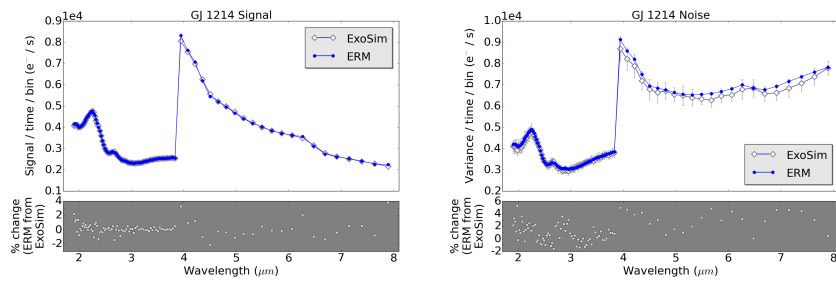 GJ 1214 Signal
0.9 1e4
0.8
0.7
0.6
0.5
0.4
0.3
0.2
0.1
Signal / time / bin (e⁻ / s)
ExoSim
ERM
4
2
0
−2
% change
(ERM from
ExoSim)
2 3 4 5 6 7 8
Wavelength (μm)
GJ 1214 Noise
1.0 1e4
0.9
0.8
0.7
0.6
0.5
0.4
0.3
0.2
Variance / time / bin (e⁻ / s)
ExoSim
ERM
6
4
2
0
−2
% change
(ERM from
ExoSim)
2 3 4 5 6 7 8
Wavelength (μm)